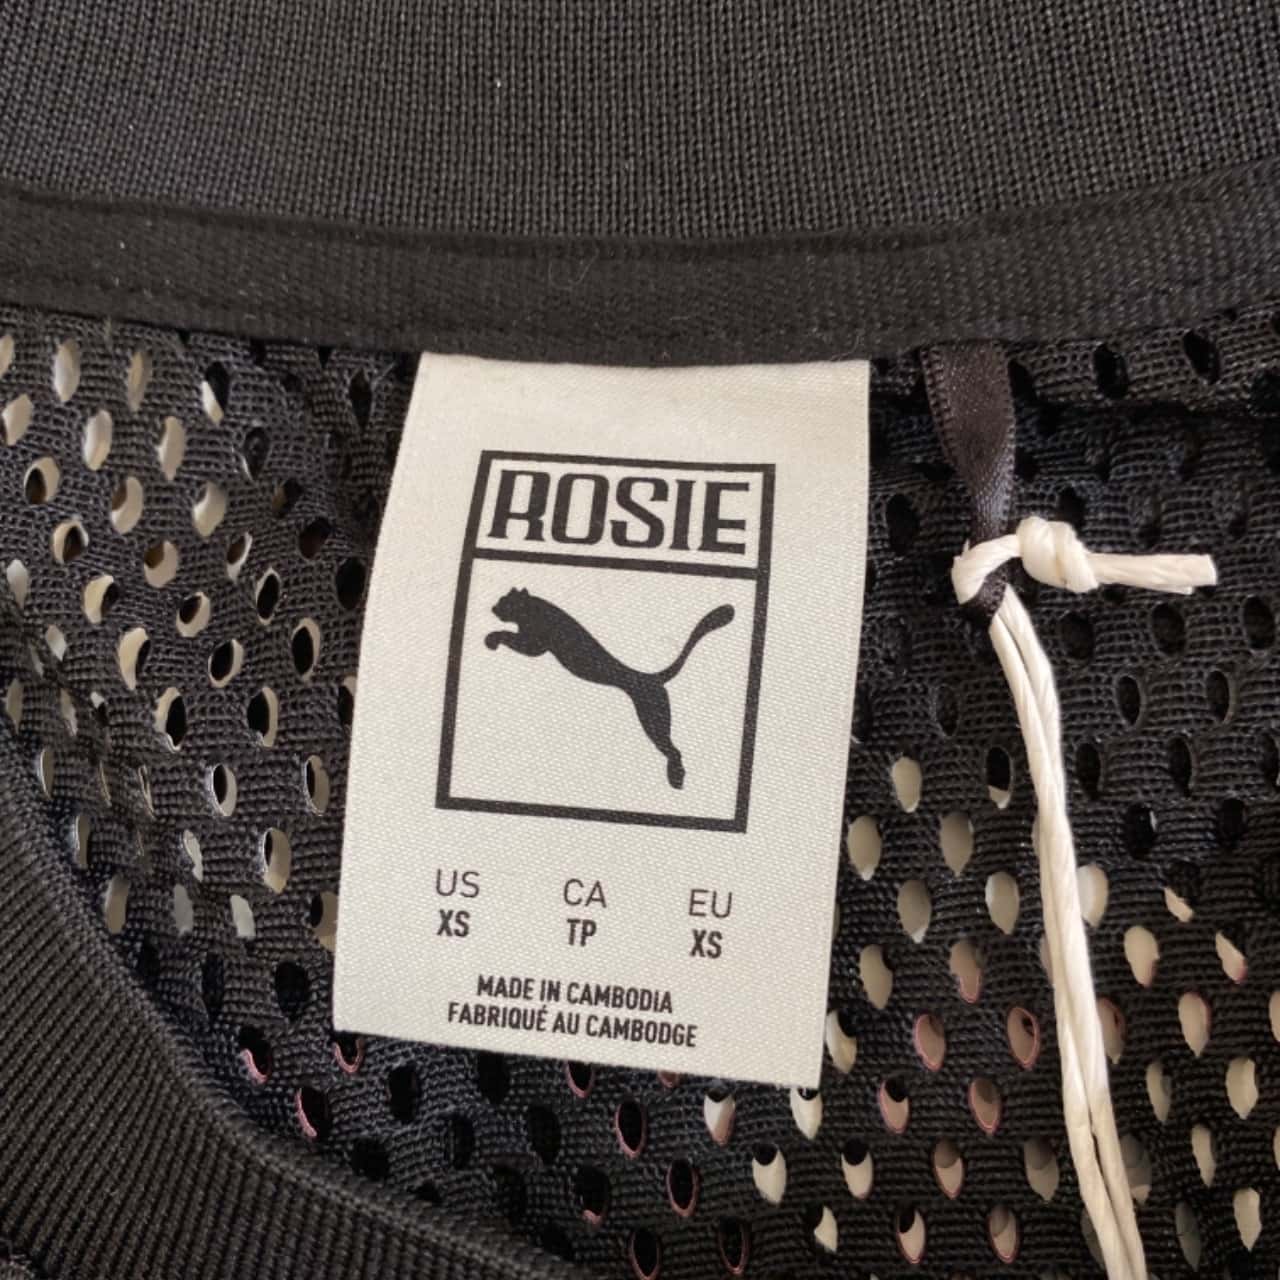 ROSIE
US CA EU
XS TP XS
MADE IN CAMBODIA
FABRIQUÉ AU CAMBODGE